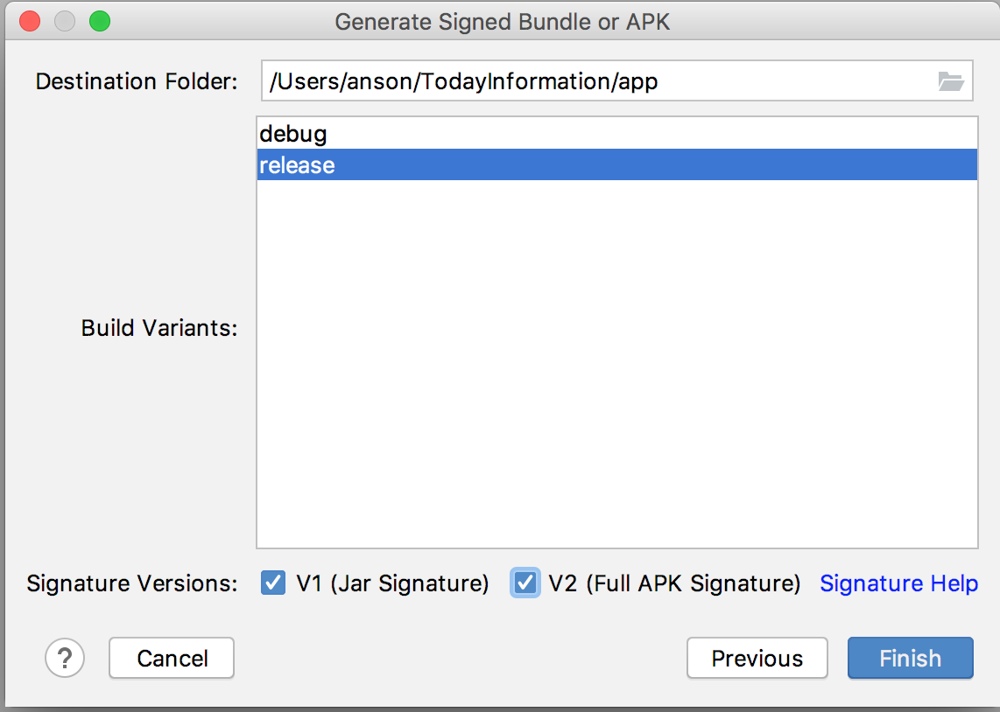 Generate Signed Bundle or APK
Destination Folder: /Users/anson/TodayInformation/app
debug
release
Build Variants:
Signature Versions: V1 (Jar Signature) V2 (Full APK Signature) Signature Help
? Cancel Previous Finish